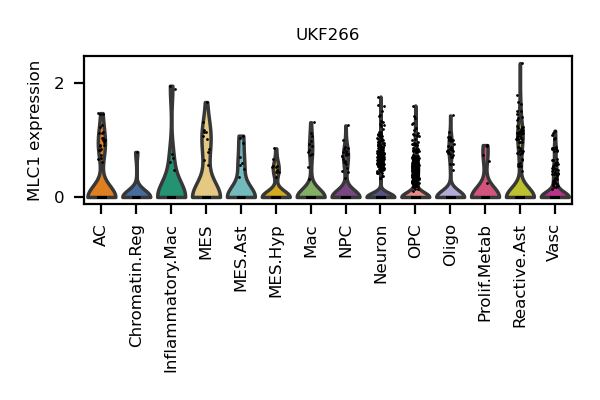 UKF266
MLC1 expression
2
0
AC
Chromatin.Reg
Inflammatory.Mac
MES
MES.Ast
MES.Hyp
Mac
NPC
Neuron
OPC
Oligo
Prolif.Metab
Reactive.Ast
Vasc